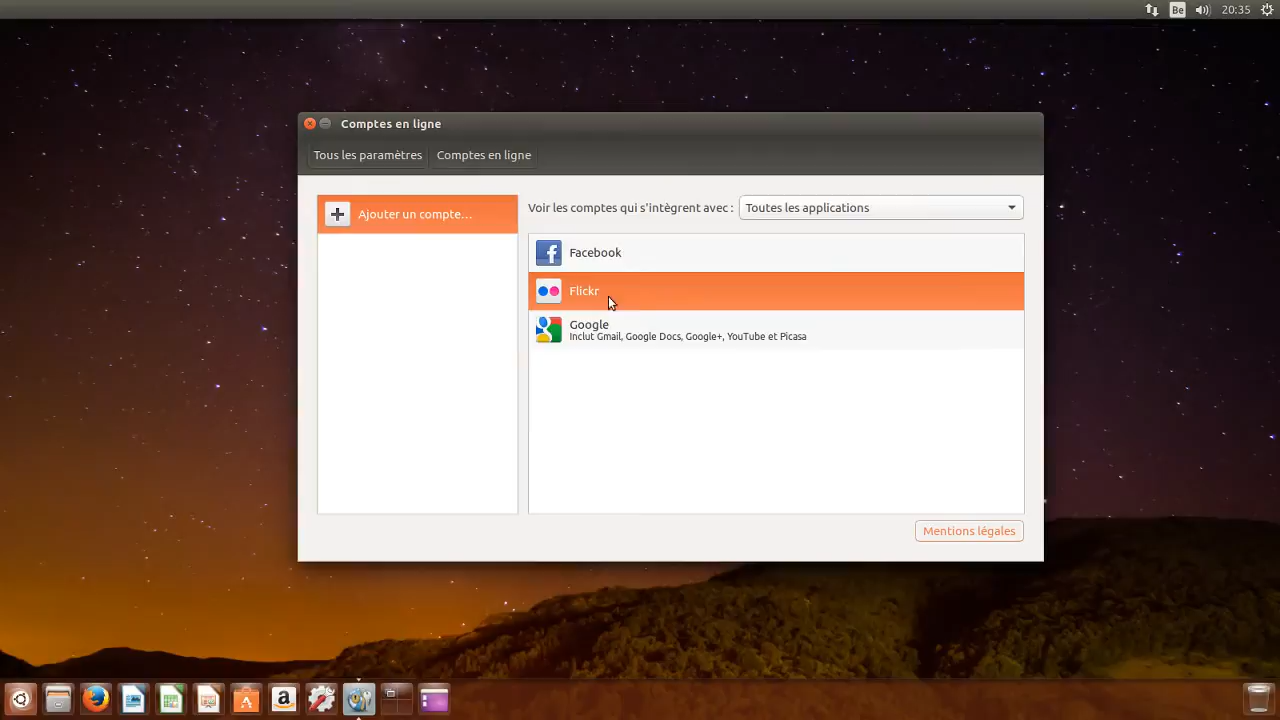 Be 20:35
Comptes en ligne
Tous les paramètres Comptes en ligne
Ajouter un compte...
Voir les comptes qui s'intègrent avec : Toutes les applications
Facebook
Flickr
Google
Inclut Gmail, Google Docs, Google+, YouTube et Picasa
Mentions légales